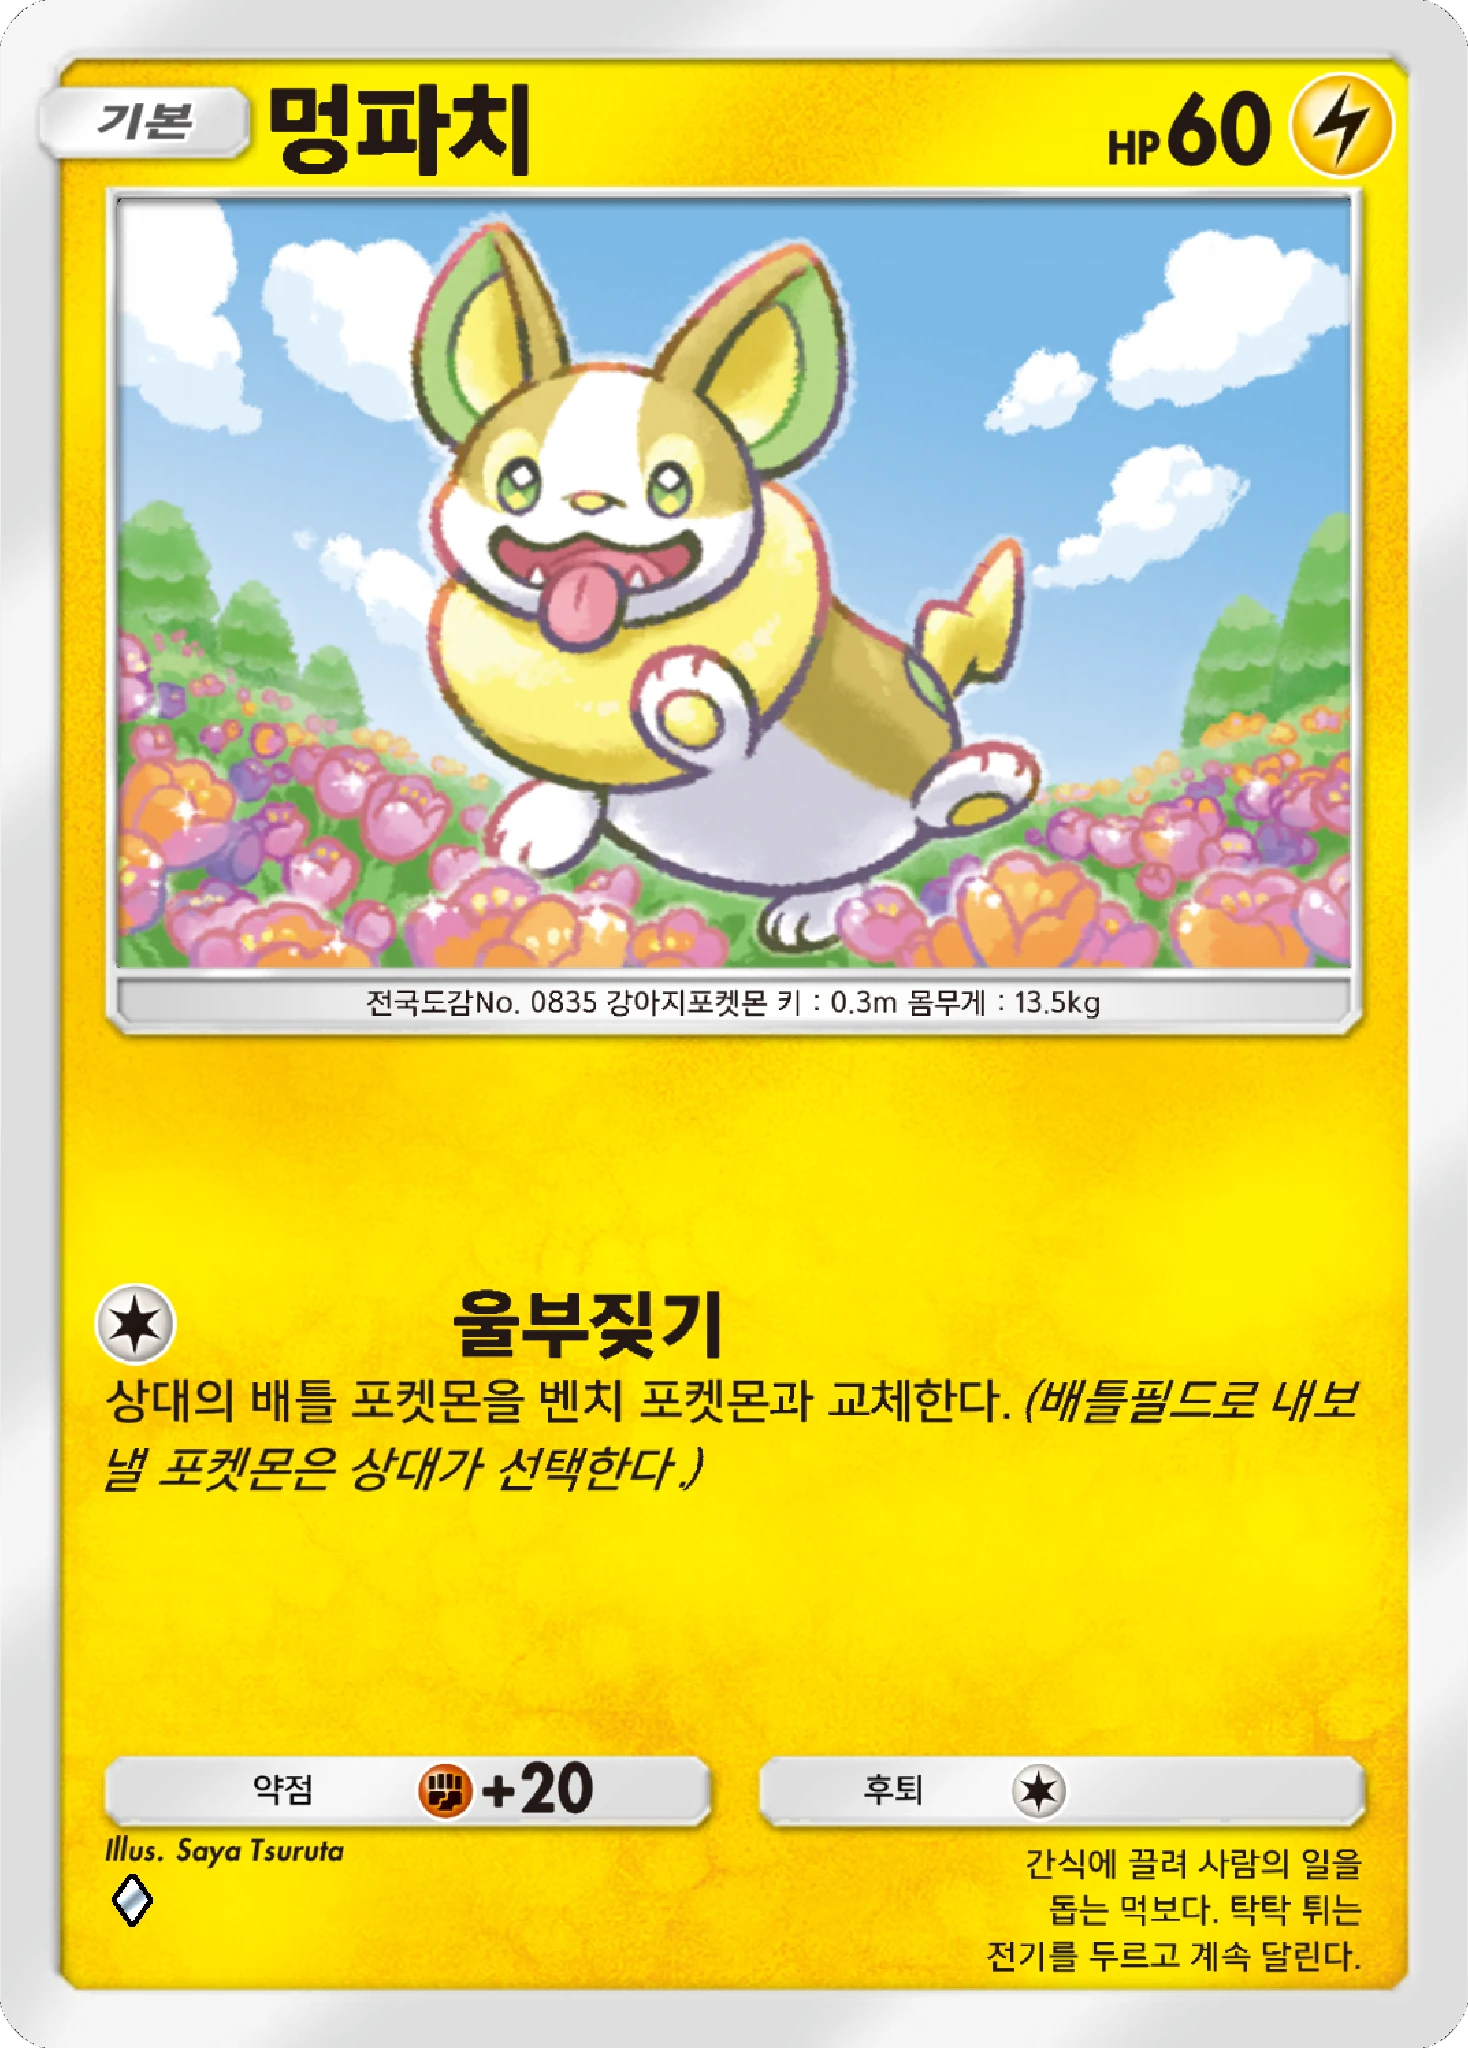 기본
멍파치
HP 60
전국도감No. 0835 강아지포켓몬 키 : 0.3m 몸무게 : 13.5kg
울부짖기
상대의 배틀 포켓몬을 벤치 포켓몬과 교체한다. (배틀필드로 내보
낼 포켓몬은 상대가 선택한다.)
약점 +20
후퇴
Illus. Saya Tsuruta
간식에 끌려 사람의 일을
돕는 먹보다. 탁탁 튀는
전기를 두르고 계속 달린다.